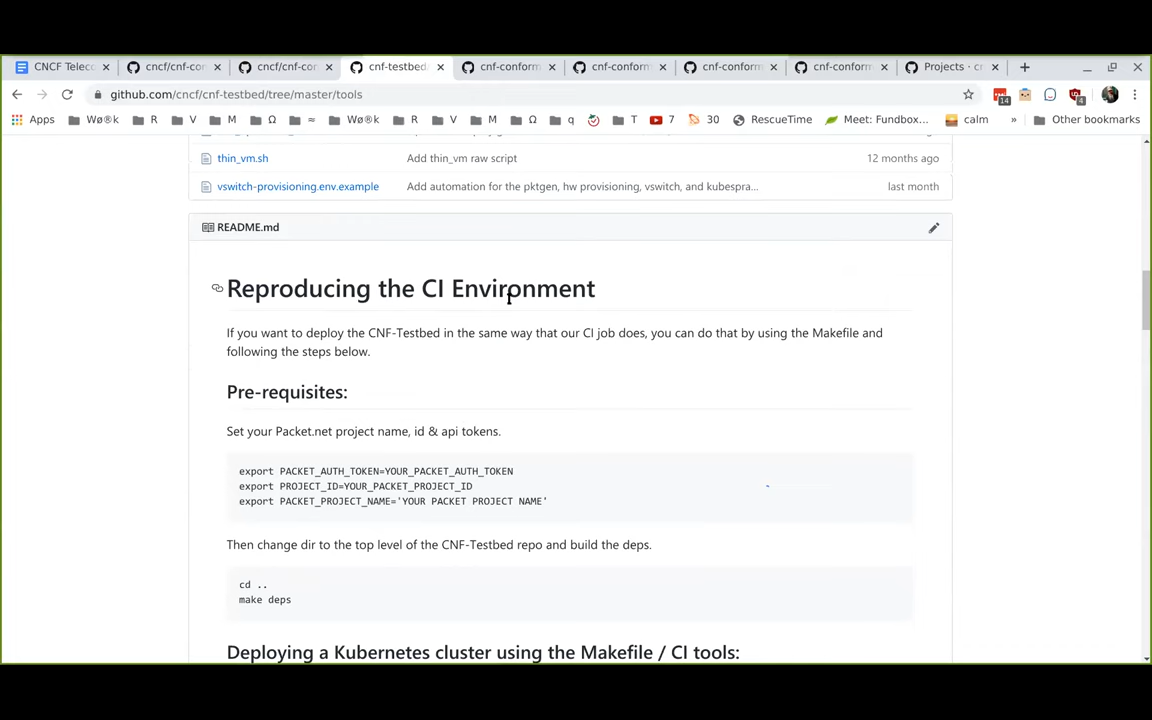 CNCF Teleco
cncf/cnf-con
cncf/cnf-con
cnf-testbed/
cnf-conform
cnf-conform
cnf-conform
cnf-conform
Projects · cn
github.com/cncf/cnf-testbed/tree/master/tools
14
4
Apps
Wø®k
R
V
M
Ω
≈
Wø®k
R
V
M
Ω
q
T
7
30
RescueTime
Meet: Fundbox...
calm
»
Other bookmarks
thin_vm.sh
Add thin_vm raw script
12 months ago
vswitch-provisioning.env.example
Add automation for the pktgen, hw provisioning, vswitch, and kubespra...
last month
README.md
Reproducing the CI Environment
If you want to deploy the CNF-Testbed in the same way that our CI job does, you can do that by using the Makefile and
following the steps below.
Pre-requisites:
Set your Packet.net project name, id & api tokens.
export PACKET_AUTH_TOKEN=YOUR_PACKET_AUTH_TOKEN
export PROJECT_ID=YOUR_PACKET_PROJECT_ID
export PACKET_PROJECT_NAME='YOUR PACKET PROJECT NAME'
Then change dir to the top level of the CNF-Testbed repo and build the deps.
cd ..
make deps
Deploying a Kubernetes cluster using the Makefile / CI tools: